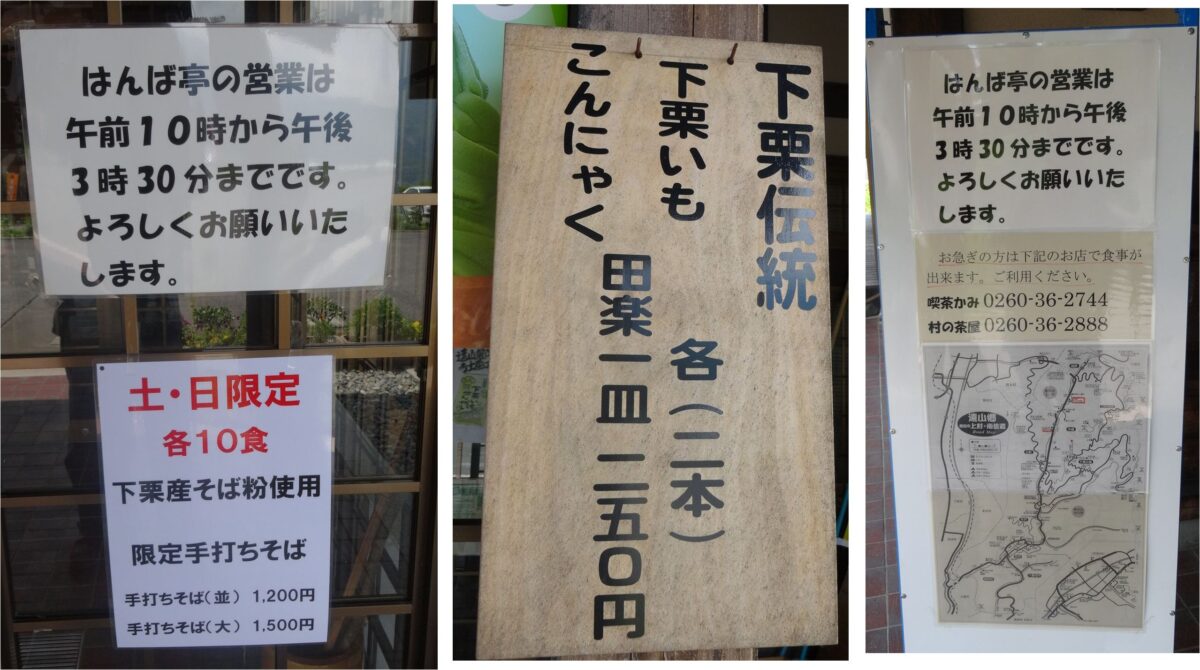 はんば亭の営業は
午前10時から午後
3時30分までです。
よろしくお願いいた
します。
土・日限定
各10食
下栗産そば粉使用
限定手打ちそば
手打ちそば(並) 1,200円
手打ちそば(大) 1,500円
下栗伝統
下栗いも 各(二本)
こんにゃく 田楽一皿 二五〇円
はんば亭の営業は
午前10時から午後
3時30分までです。
よろしくお願いいた
します。
お急ぎの方は下記のお店で食事が
出来ます。ご利用ください。
喫茶かみ 0260-36-2744
村の茶屋 0260-36-2888
遠山郷
Road Map